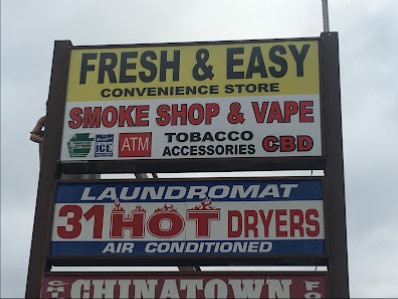 FRESH & EASY
CONVENIENCE STORE
SMOKE SHOP & VAPE
ICE ATM TOBACCO ACCESSORIES CBD
LAUNDROMAT
31 HOT DRYERS
AIR CONDITIONED
CHINATOWN